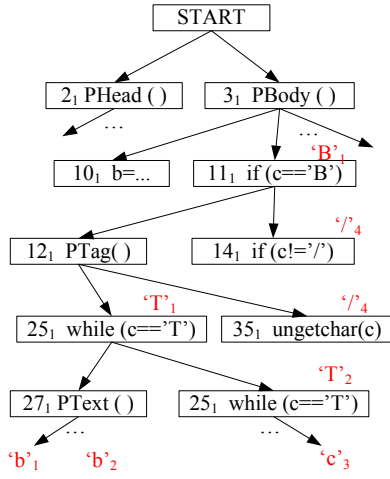 START
2₁ PHead ( )
3₁ PBody ( )
…
…
‘B’₁
10₁ b=...
11₁ if (c==’B’)
‘/’₄
12₁ PTag( )
14₁ if (c!=’/’)
‘T’₁
‘/’₄
25₁ while (c==’T’)
35₁ ungetchar(c)
‘T’₂
27₁ PText ( )
25₁ while (c==’T’)
…
…
‘b’₁
‘b’₂
‘c’₃